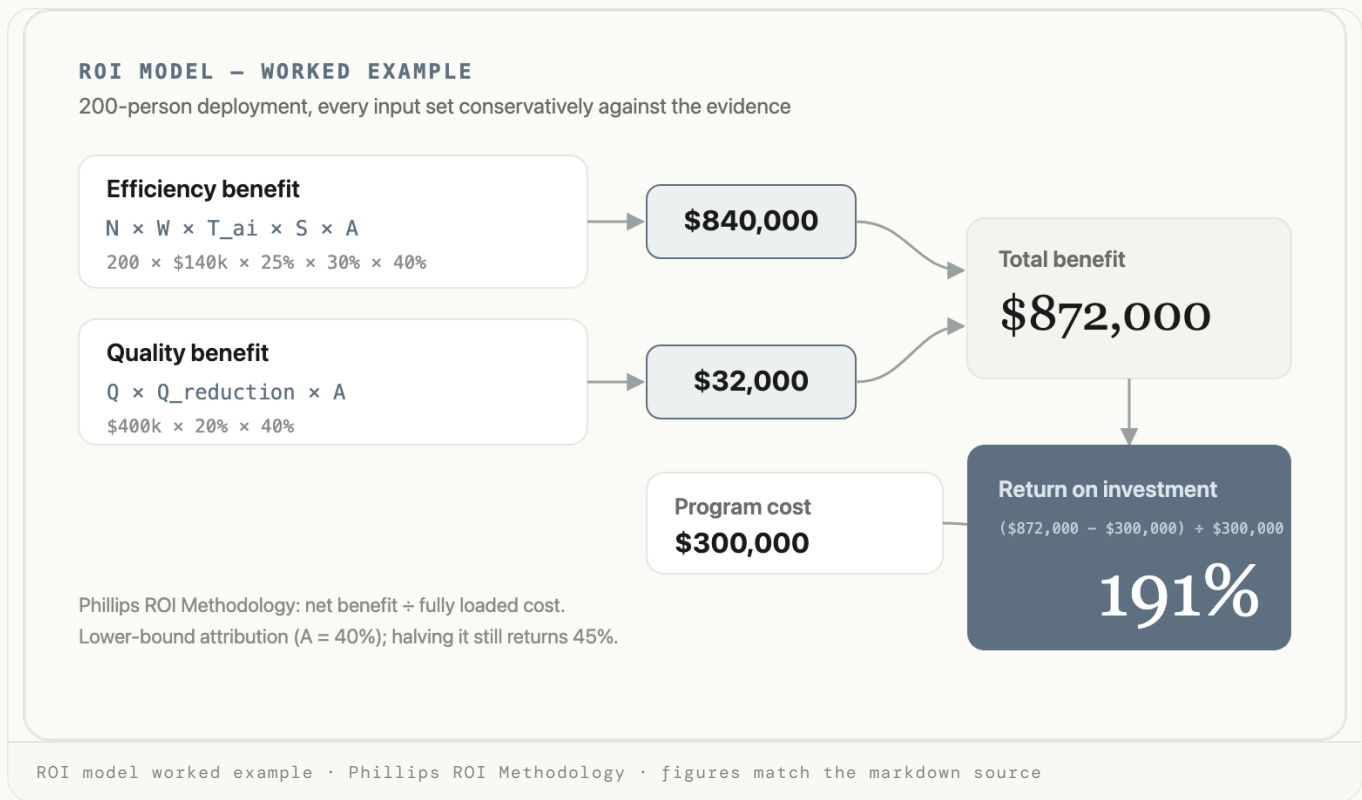 ROI MODEL — WORKED EXAMPLE
200-person deployment, every input set conservatively against the evidence
Efficiency benefit
N × W × T_ai × S × A
200 × $140k × 25% × 30% × 40%
$840,000
Quality benefit
Q × Q_reduction × A
$400k × 20% × 40%
$32,000
Total benefit
$872,000
Program cost
$300,000
Return on investment
($872,000 − $300,000) ÷ $300,000
191%
Phillips ROI Methodology: net benefit ÷ fully loaded cost.
Lower-bound attribution (A = 40%); halving it still returns 45%.
ROI model worked example · Phillips ROI Methodology · figures match the markdown source